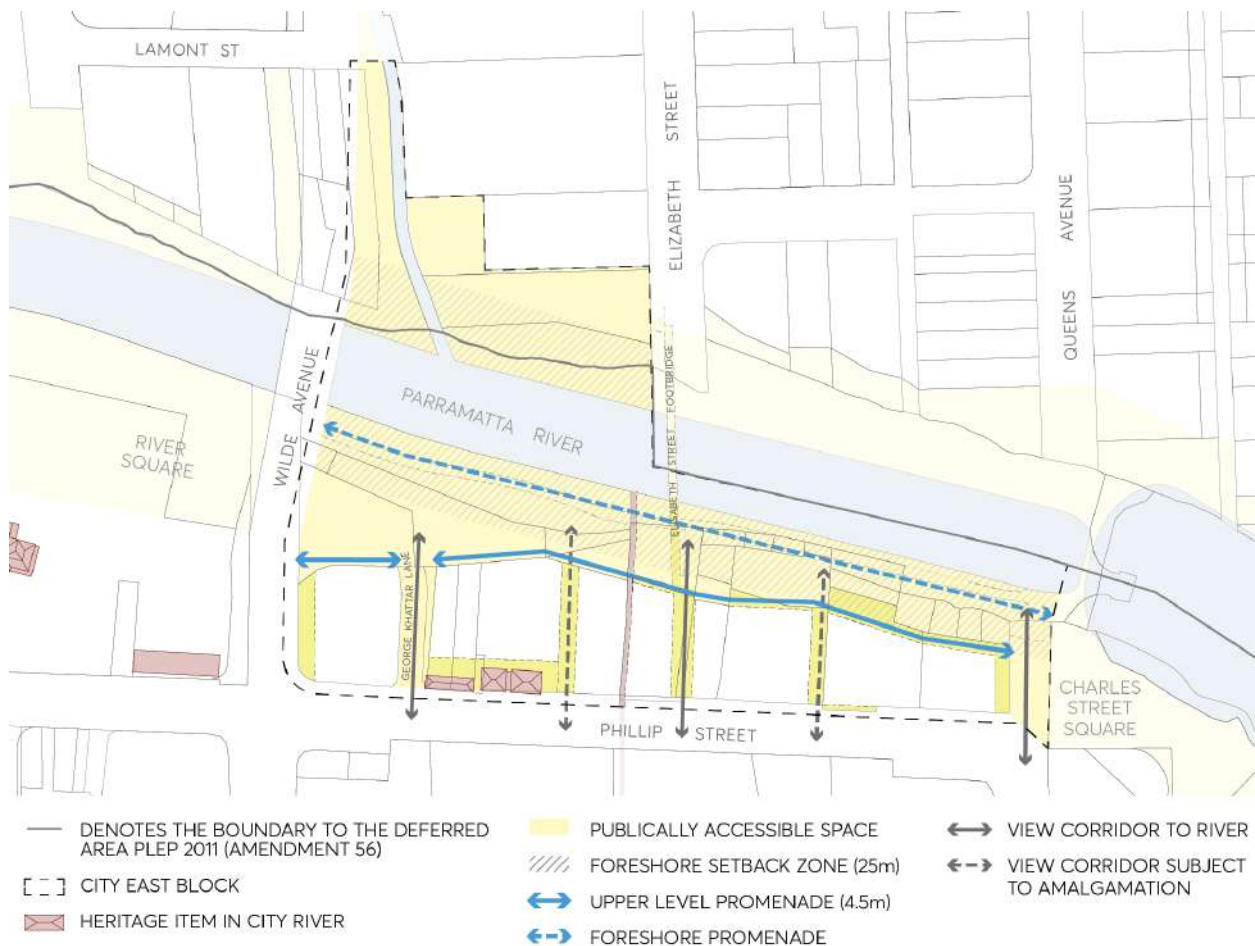 LAMONT ST
ELIZABETH STREET
QUEENS AVENUE
WILDE AVENUE
PARRAMATTA RIVER
ELISABETH STREET FOOTBRIDGE
RIVER
SQUARE
GEORGE KHATTAR LANE
CHARLES
STREET
SQUARE
PHILLIP STREET
DENOTES THE BOUNDARY TO THE DEFERRED
AREA PLEP 2011 (AMENDMENT 56)
CITY EAST BLOCK
HERITAGE ITEM IN CITY RIVER
PUBLICALLY ACCESSIBLE SPACE
FORESHORE SETBACK ZONE (25m)
UPPER LEVEL PROMENADE (4.5m)
FORESHORE PROMENADE
VIEW CORRIDOR TO RIVER
VIEW CORRIDOR SUBJECT
TO AMALGAMATION